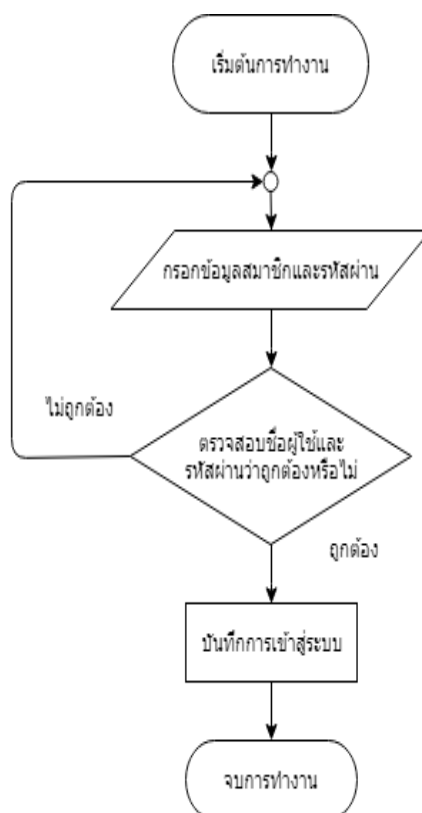 เริ่มต้นการทำงาน
กรอกข้อมูลสมาชิกและรหัสผ่าน
ไม่ถูกต้อง
ตรวจสอบชื่อผู้ใช้และ
รหัสผ่านว่าถูกต้องหรือไม่
ถูกต้อง
บันทึกการเข้าสู่ระบบ
จบการทำงาน